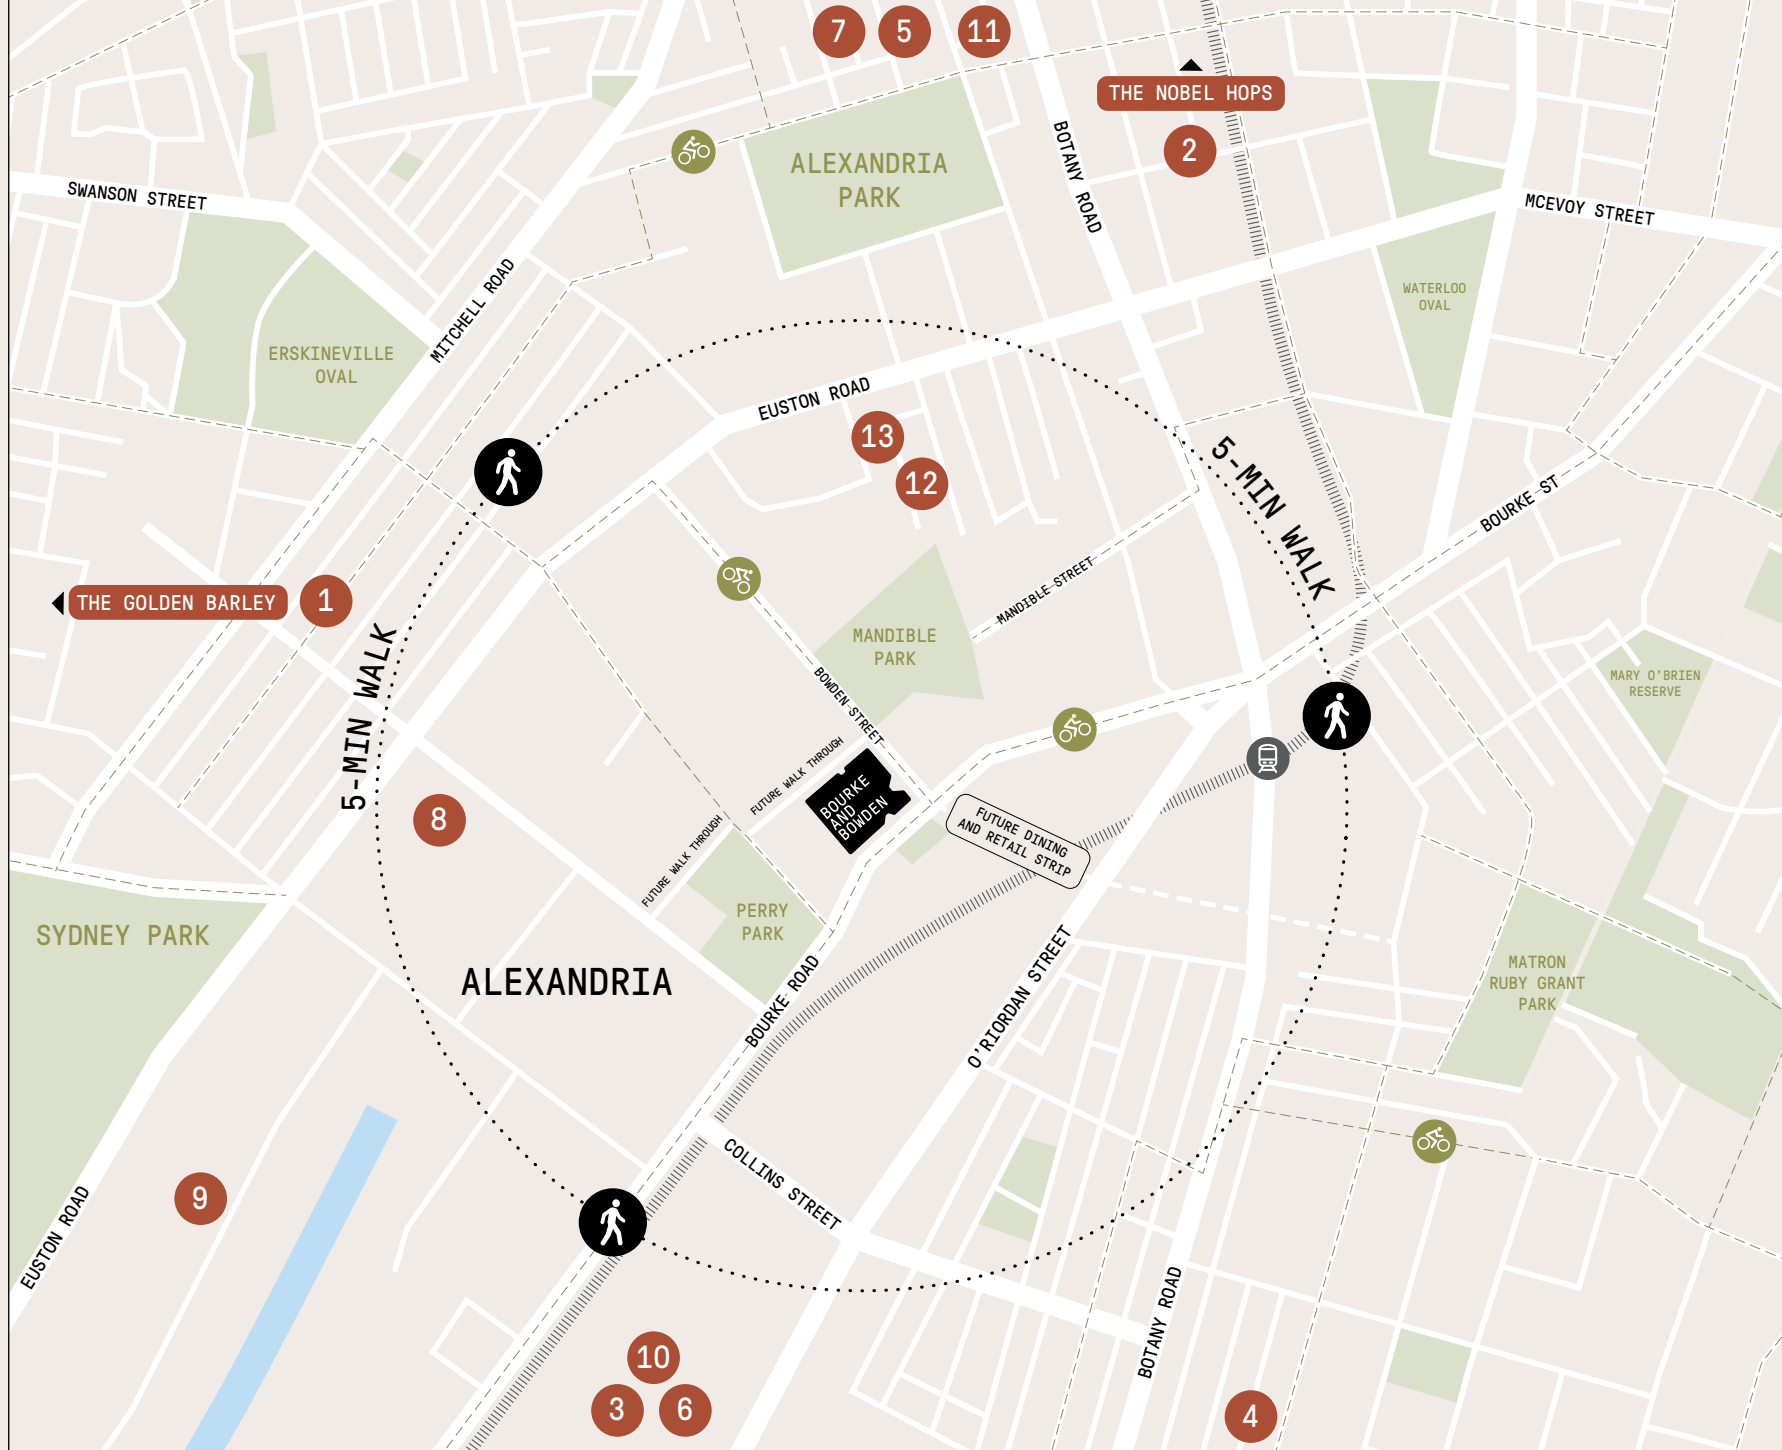 7
5
11
THE NOBEL HOPS
2
ALEXANDRIA
PARK
BOTANY ROAD
SWANSON STREET
MCEVOY STREET
MITCHELL ROAD
WATERLOO
OVAL
ERSKINEVILLE
OVAL
EUSTON ROAD
13
12
5-MIN WALK
BOURKE ST
MANDIBLE STREET
THE GOLDEN BARLEY
1
MANDIBLE
PARK
5-MIN WALK
BOWDEN STREET
MARY O'BRIEN
RESERVE
FUTURE WALK THROUGH
BOURKE
AND
BOWDEN
FUTURE DINING
AND RETAIL STRIP
8
FUTURE WALK THROUGH
PERRY
PARK
SYDNEY PARK
ALEXANDRIA
BOURKE ROAD
O'RIORDAN STREET
MATRON
RUBY GRANT
PARK
COLLINS STREET
9
EUSTON ROAD
BOTANY ROAD
10
3
6
4